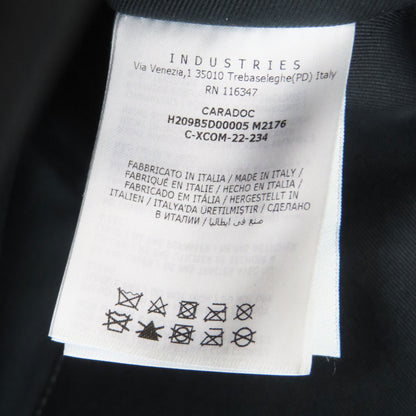 INDUSTRIES
Via Venezia,1 35010 Trebaseleghe(PD) Italy
RN 116347
CARADOC
H209B5D00005 M2176
C-XCOM-22-234
FABBRICATO IN ITALIA / MADE IN ITALY /
FABRIQUÉ EN ITALIE / HECHO EN ITALIA /
FABRICADO EM ITÁLIA / HERGESTELLT IN
ITALIEN / ITALYA'DA ÜRETILMIŞTIR / СДЕЛАНО
В ИТАЛИИ / صنع في ايطاليا